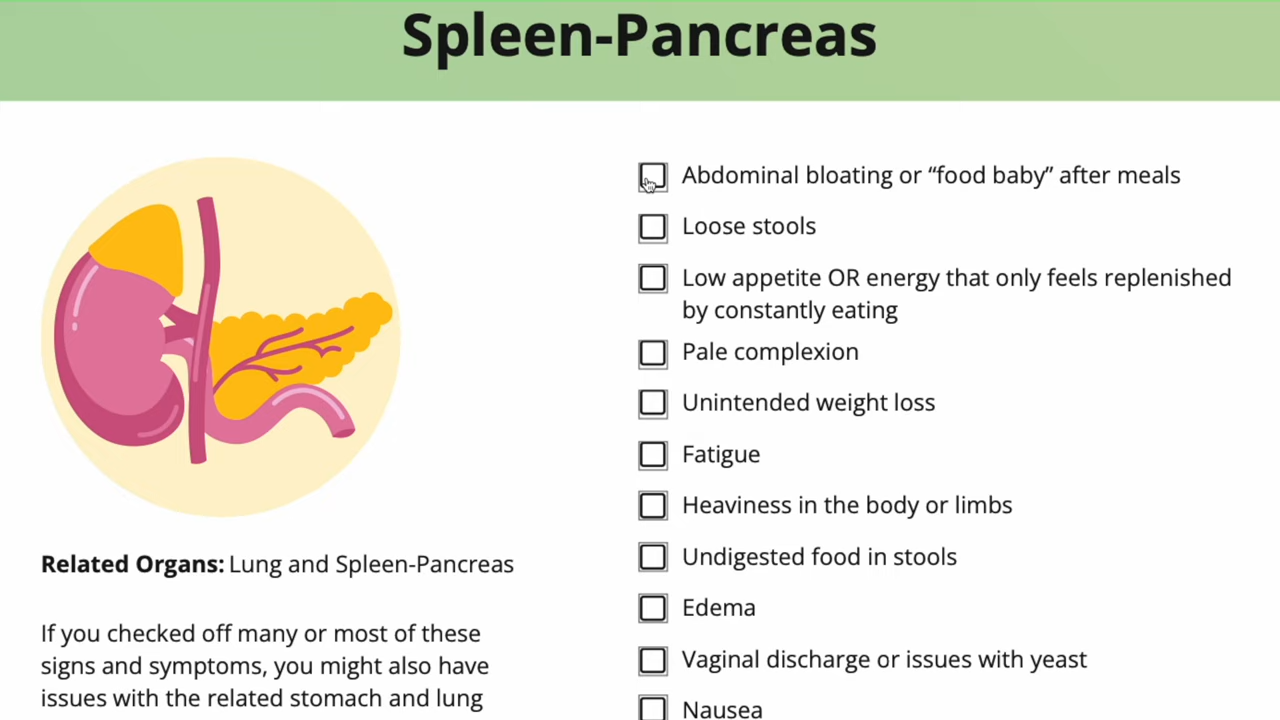 Spleen-Pancreas
Abdominal bloating or “food baby” after meals
Loose stools
Low appetite OR energy that only feels replenished
by constantly eating
Pale complexion
Unintended weight loss
Fatigue
Heaviness in the body or limbs
Undigested food in stools
Edema
Vaginal discharge or issues with yeast
Nausea
Related Organs: Lung and Spleen-Pancreas
If you checked off many or most of these
signs and symptoms, you might also have
issues with the related stomach and lung